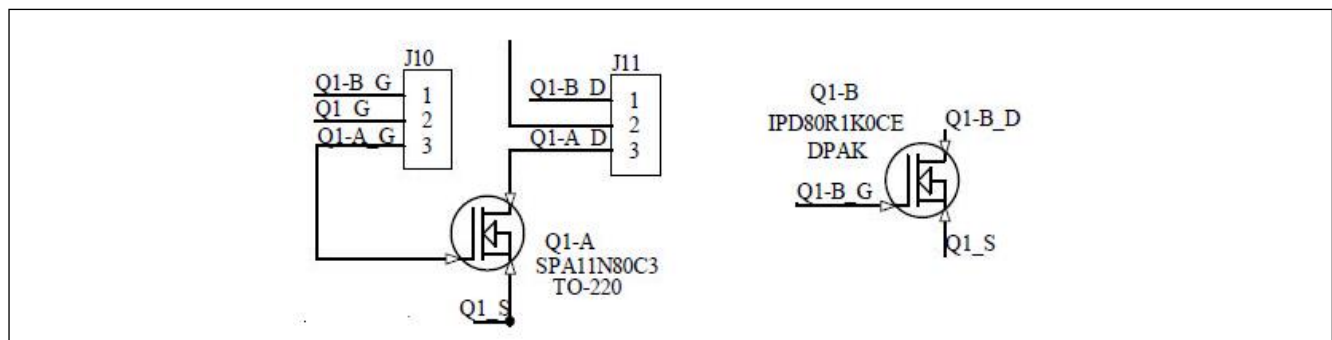 J10
Q1-B_G
1
Q1_G
2
Q1-A_G
3
J11
Q1-B_D
1
2
Q1-A_D
3
Q1-A
SPA11N80C3
TO-220
Q1_S
Q1-B
IPD80R1K0CE
DPAK
Q1-B_D
Q1-B_G
Q1_S